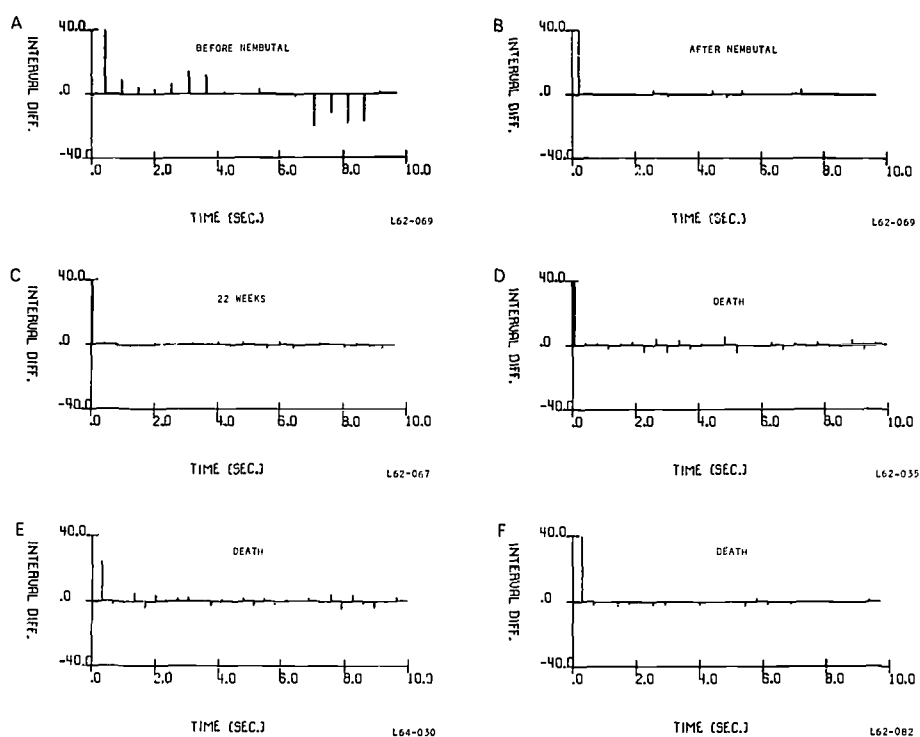 A
INTERVAL DIFF.
40.0
.0
-40.0
BEFORE NEMBUTAL
.0 2.0 4.0 6.0 8.0 10.0
TIME (SEC.)
L62-069
B
INTERVAL DIFF.
40.0
.0
-40.0
AFTER NEMBUTAL
.0 2.0 4.0 6.0 8.0 10.0
TIME (SEC.)
L62-069
C
INTERVAL DIFF.
40.0
.0
-40.0
22 WEEKS
.0 2.0 4.0 6.0 8.0 10.0
TIME (SEC.)
L62-067
D
INTERVAL DIFF.
40.0
.0
-40.0
DEATH
.0 2.0 4.0 6.0 8.0 10.0
TIME (SEC.)
L62-035
E
INTERVAL DIFF.
40.0
.0
-40.0
DEATH
.0 2.0 4.0 6.0 8.0 10.0
TIME (SEC.)
L64-030
F
INTERVAL DIFF.
40.0
.0
-40.0
DEATH
.0 2.0 4.0 6.0 8.0 10.0
TIME (SEC.)
L62-082